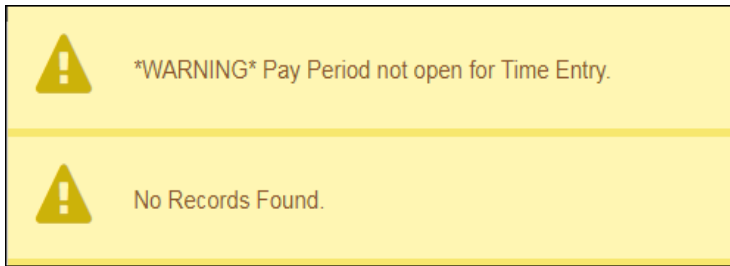 *WARNING* Pay Period not open for Time Entry.
No Records Found.